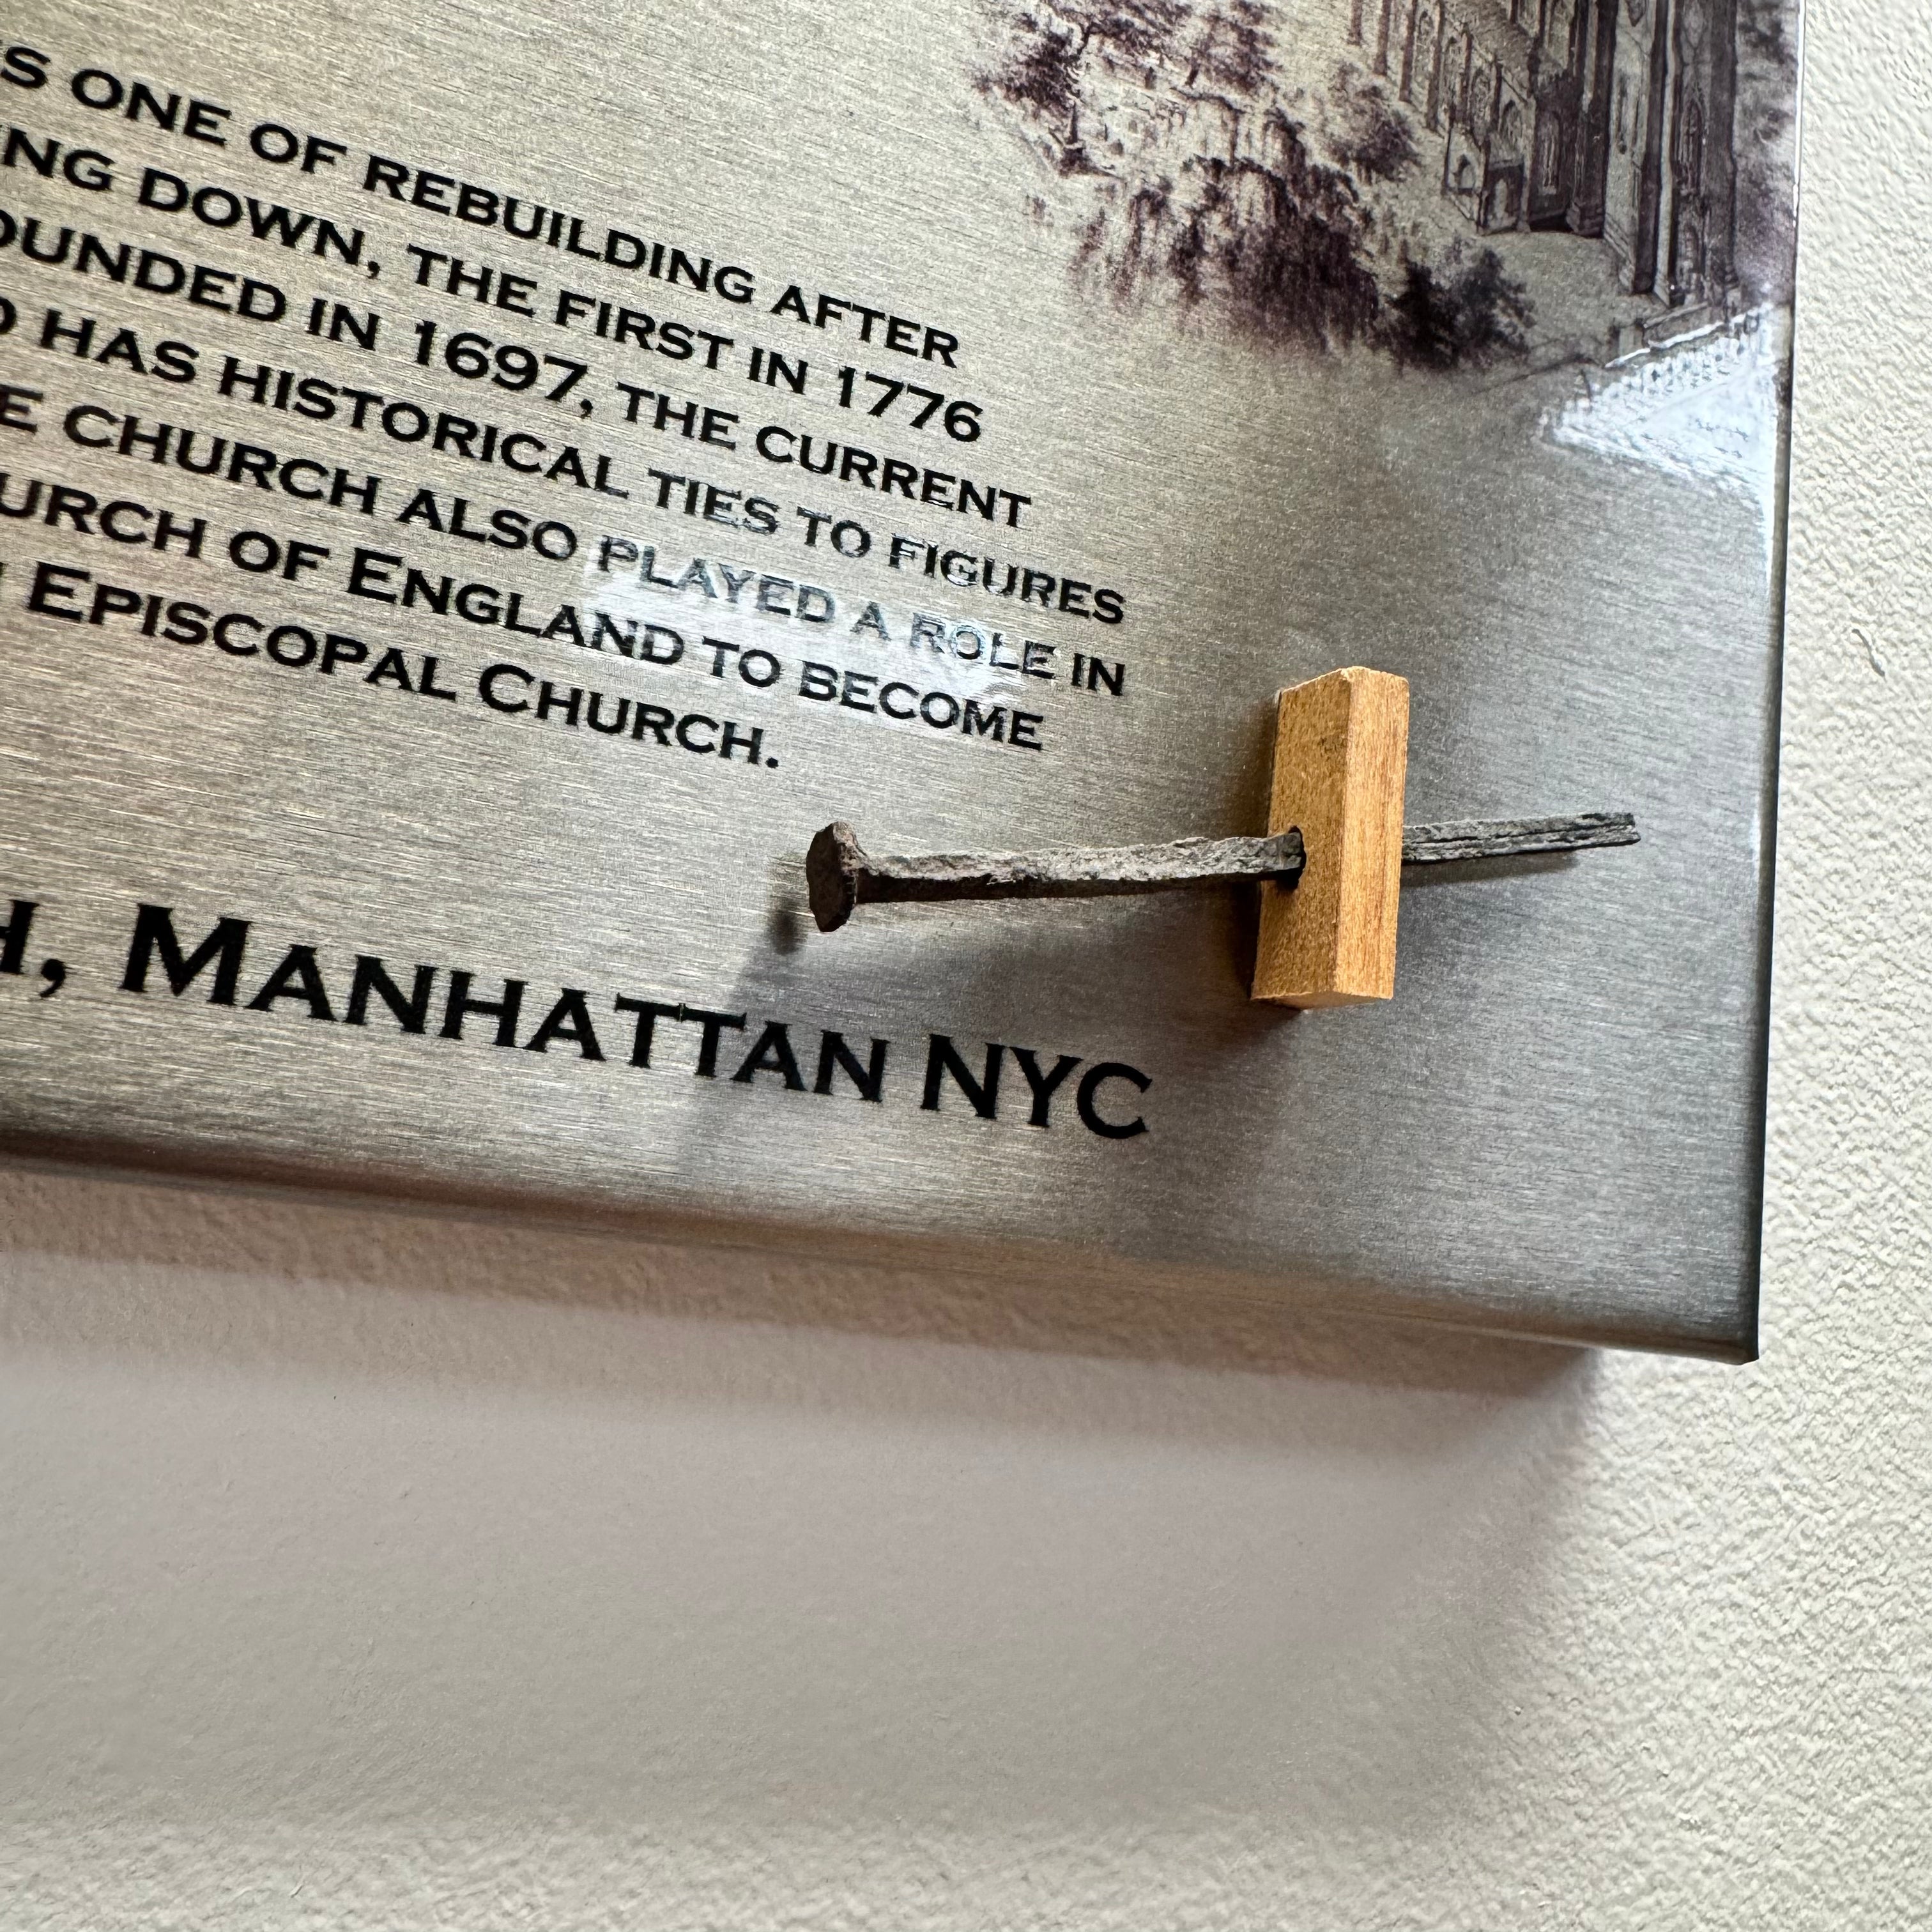 S ONE OF REBUILDING AFTER
NG DOWN, THE FIRST IN 1776
OUNDED IN 1697, THE CURRENT
D HAS HISTORICAL TIES TO FIGURES
E CHURCH ALSO PLAYED A ROLE IN
URCH OF ENGLAND TO BECOME
EPISCOPAL CHURCH.
H, MANHATTAN NYC